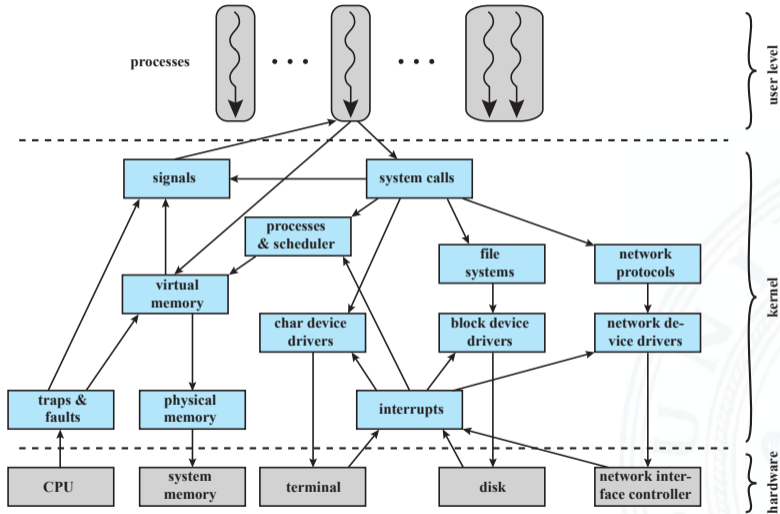 processes
user level
signals
system calls
processes
& scheduler
file
systems
network
protocols
virtual
memory
char device
drivers
block device
drivers
network de-
vice drivers
kernel
traps &
faults
physical
memory
interrupts
CPU
system
memory
terminal
disk
network inter-
face controller
hardware